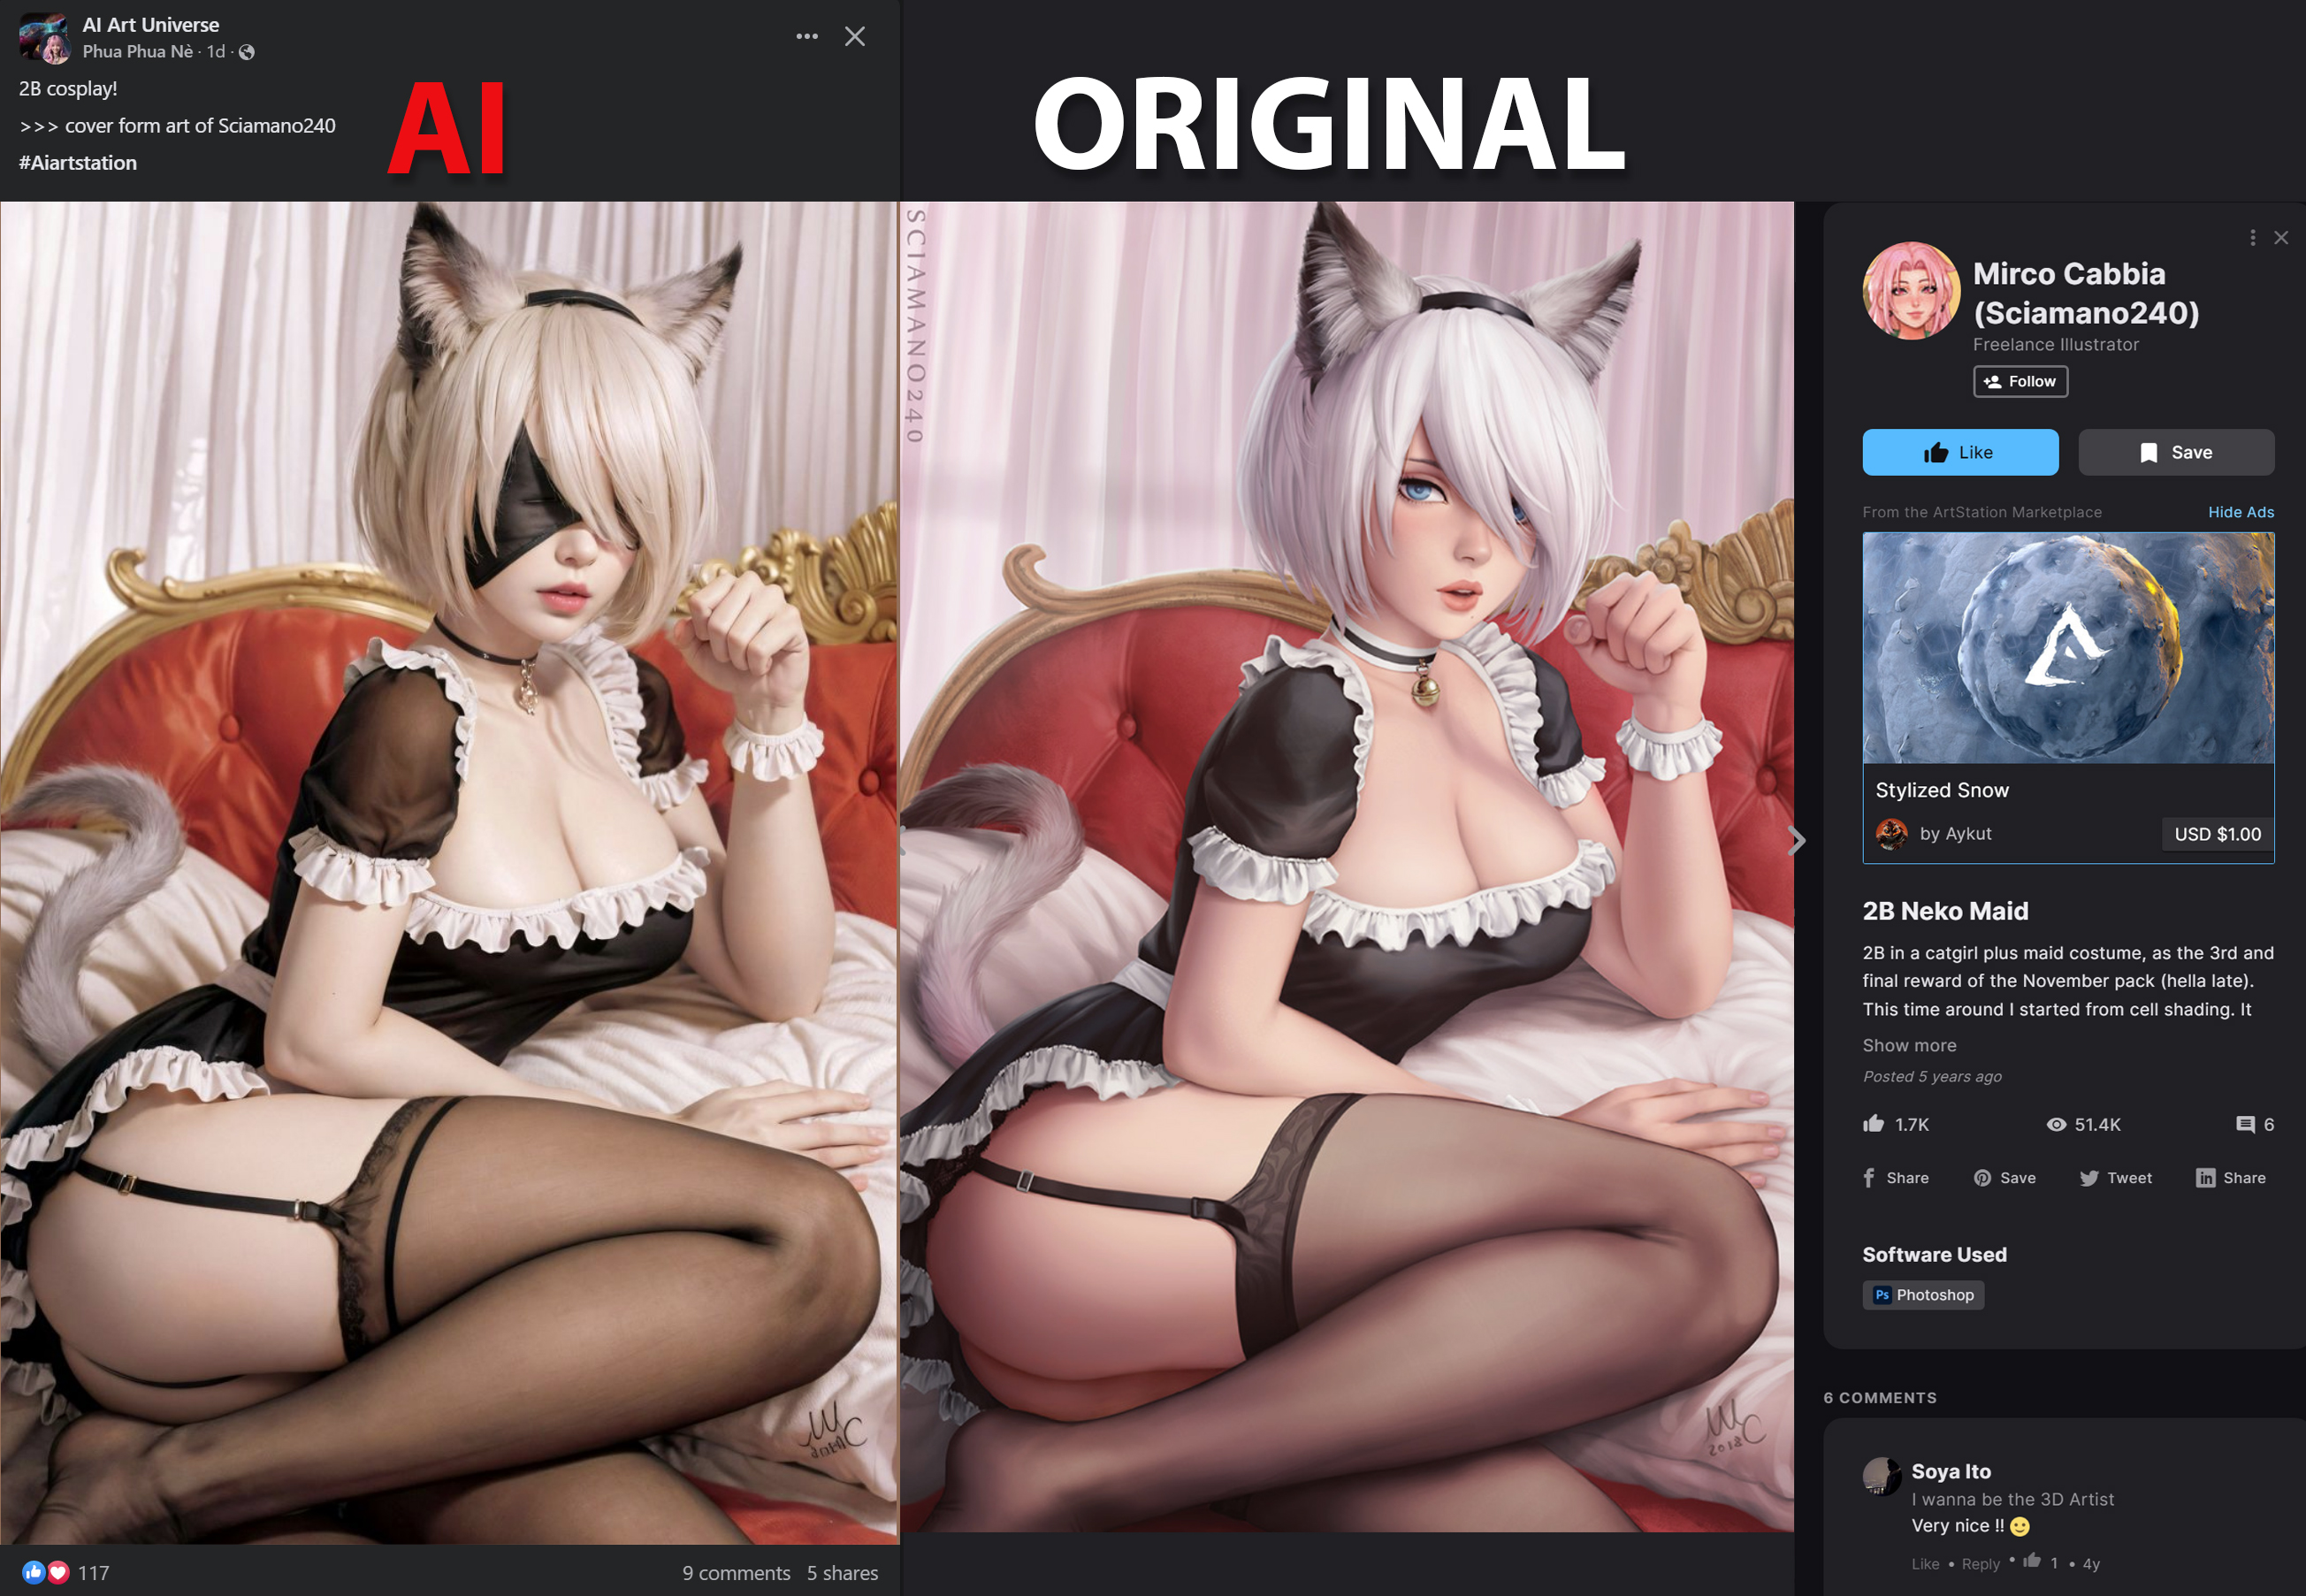 AI Art Universe
Phua Phua Nè · 1d ·
2B cosplay!
>>> cover form art of Sciamano240
#Aiartstation
AI
117
9 comments 5 shares
ORIGINAL
SCIAMANO240
MC
2018
Mirco Cabbia
(Sciamano240)
Freelance Illustrator
Follow
Like
Save
From the ArtStation Marketplace
Hide Ads
Stylized Snow
by Aykut
USD $1.00
2B Neko Maid
2B in a catgirl plus maid costume, as the 3rd and
final reward of the November pack (hella late).
This time around I started from cell shading. It
Show more
Posted 5 years ago
1.7K
51.4K
6
Share
Save
Tweet
Share
Software Used
Ps Photoshop
6 COMMENTS
Soya Ito
I wanna be the 3D Artist
Very nice !! 🙂
Like • Reply • 1 • 4y